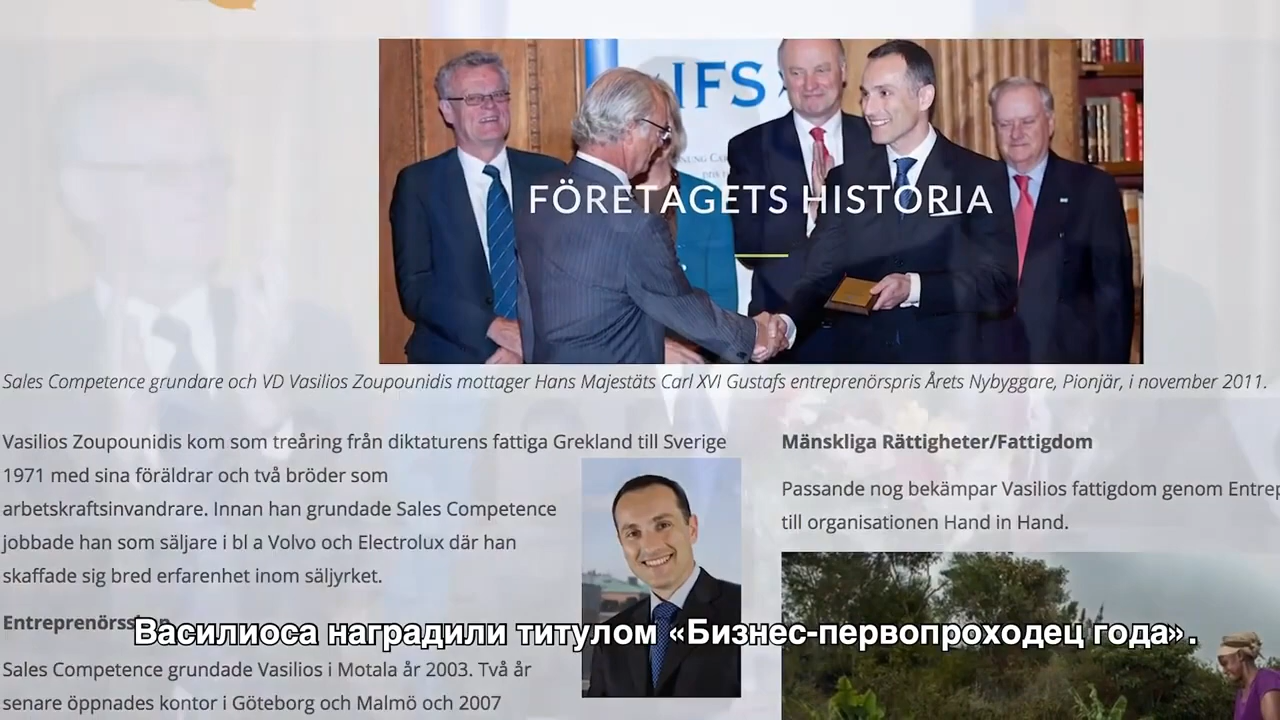 IFS
FÖRETAGETS HISTORIA
Sales Competence grundare och VD Vasilios Zoupounidis mottager Hans Majestäts Carl XVI Gustafs entreprenörspris Årets Nybyggare, Pionjär, i november 2011.
Vasilios Zoupounidis kom som treåring från diktaturens fattiga Grekland till Sverige
1971 med sina föräldrar och två bröder som
arbetskraftsinvandrare. Innan han grundade Sales Competence
jobbade han som säljare i bl a Volvo och Electrolux där han
skaffade sig bred erfarenhet inom säljyrket.
Mänskliga Rättigheter/Fattigdom
Passande nog bekämpar Vasilios fattigdom genom Entrep
till organisationen Hand in Hand.
Василиоса наградили титулом «Бизнес-первопроходец года».
Sales Competence grundade Vasilios i Motala år 2003. Två år
senare öppnades kontor i Göteborg och Malmö och 2007